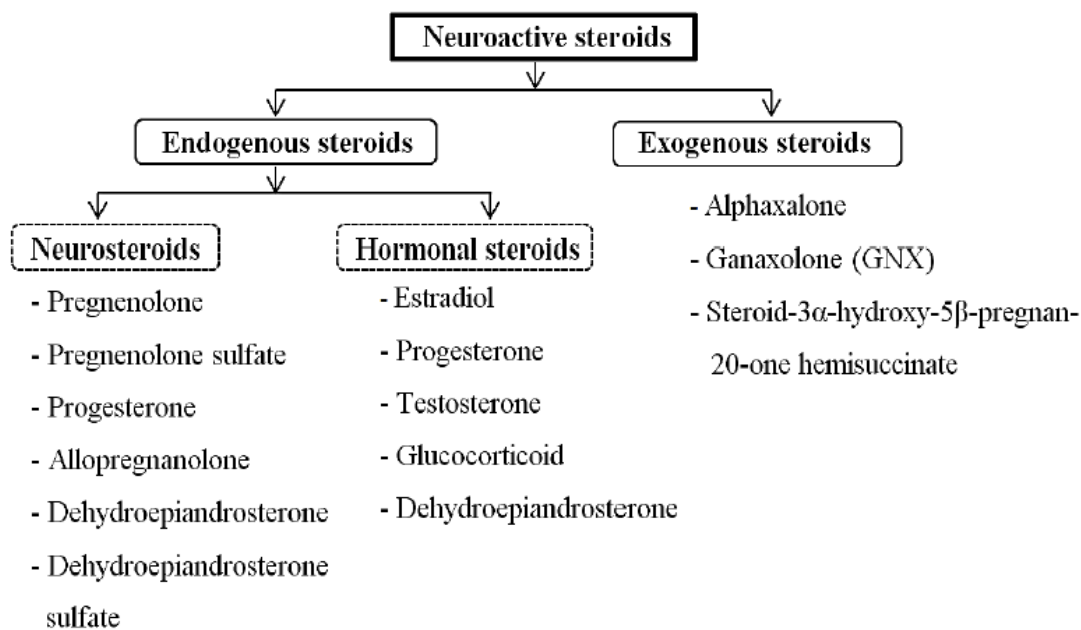 Neuroactive steroids
Endogenous steroids
Exogenous steroids
Neurosteroids
- Pregnenolone
- Pregnenolone sulfate
- Progesterone
- Allopregnanolone
- Dehydroepiandrosterone
- Dehydroepiandrosterone
sulfate
Hormonal steroids
- Estradiol
- Progesterone
- Testosterone
- Glucocorticoid
- Dehydroepiandrosterone
- Alphaxalone
- Ganaxolone (GNX)
- Steroid-3α-hydroxy-5β-pregnan-
20-one hemisuccinate